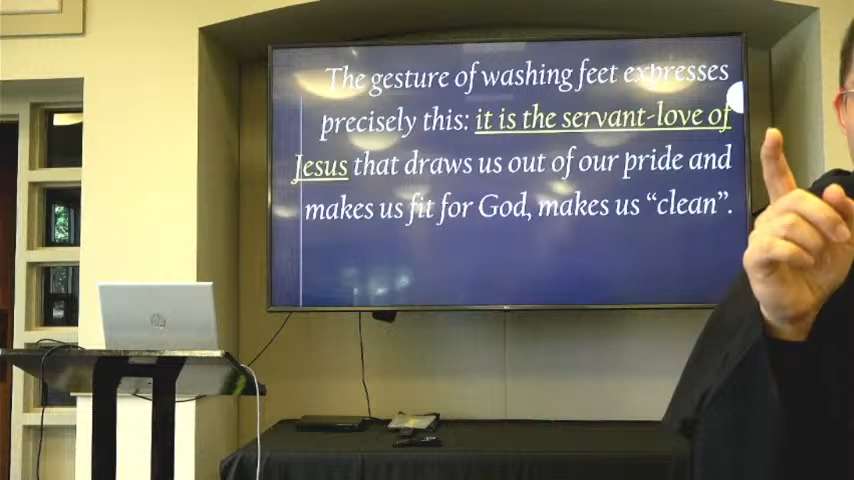 The gesture of washing feet expresses
precisely this: it is the servant-love of
Jesus that draws us out of our pride and
makes us fit for God, makes us “clean”.